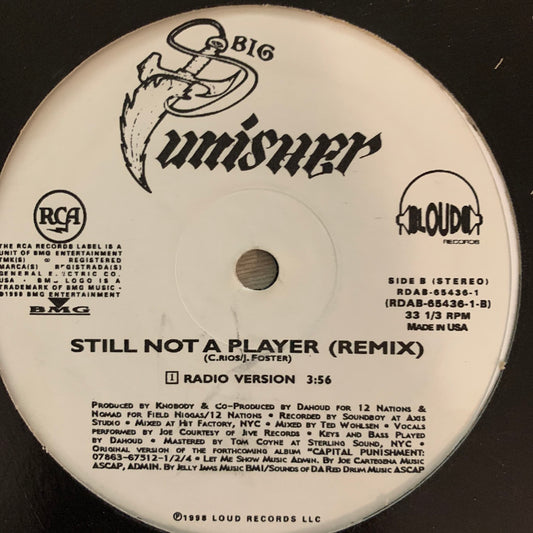 BIG
Punisher
RCA
THE RCA RECORDS LABEL IS A
UNIT OF BMG ENTERTAINMENT
TMK(S) ® REGISTERED
MARCA(S) REGISTRADA(S)
GENERAL ELECTRIC CO.
USA • BMG LOGO IS A
TRADEMARK OF BMG MUSIC •
©1998 BMG ENTERTAINMENT
BMG
LOUD
RECORDS
SIDE B (STEREO)
RDAB-65436-1
(RDAB-65436-1-B)
33 1/3 RPM
MADE IN USA
STILL NOT A PLAYER (REMIX)
(C.RIOS/J. FOSTER)
1 RADIO VERSION 3:56
PRODUCED BY KNOBODY & CO-PRODUCED BY DAHOUD FOR 12 NATIONS &
NOMAD FOR FIELD NIGGAS/12 NATIONS • RECORDED BY SOUNDBOY AT AXIS
STUDIO • MIXED AT HIT FACTORY, NYC • MIXED BY TED WOHLSEN • VOCALS
PERFORMED BY JOE COURTESY OF JIVE RECORDS • KEYS AND BASS PLAYED
BY DAHOUD • MASTERED BY TOM COYNE AT STERLING SOUND, NYC •
ORIGINAL VERSION OF THE FORTHCOMING ALBUM "CAPITAL PUNISHMENT:
07863-67512-1/2/4 • LET ME SHOW MUSIC ADMIN. BY JOE CARTEGENA MUSIC
ASCAP, ADMIN. BY JELLY JAMS MUSIC BMI/SOUNDS OF DA RED DRUM MUSIC ASCAP
℗1998 LOUD RECORDS LLC